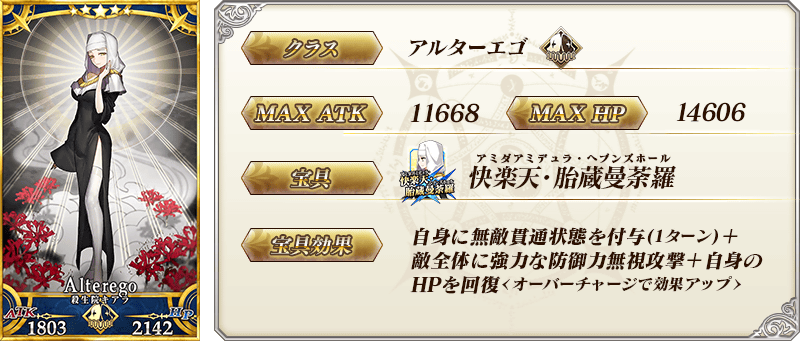 Alterego
殺生院キアラ
ATK
HP
1803
2142
クラス
アルターエゴ
MAX ATK
11668
MAX HP
14606
宝具
アミダアミデュラ・ヘブンズホール
快楽天・胎蔵曼荼羅
宝具効果
自身に無敵貫通状態を付与(1ターン)＋
敵全体に強力な防御力無視攻撃＋自身の
HPを回復<オーバーチャージで効果アップ>